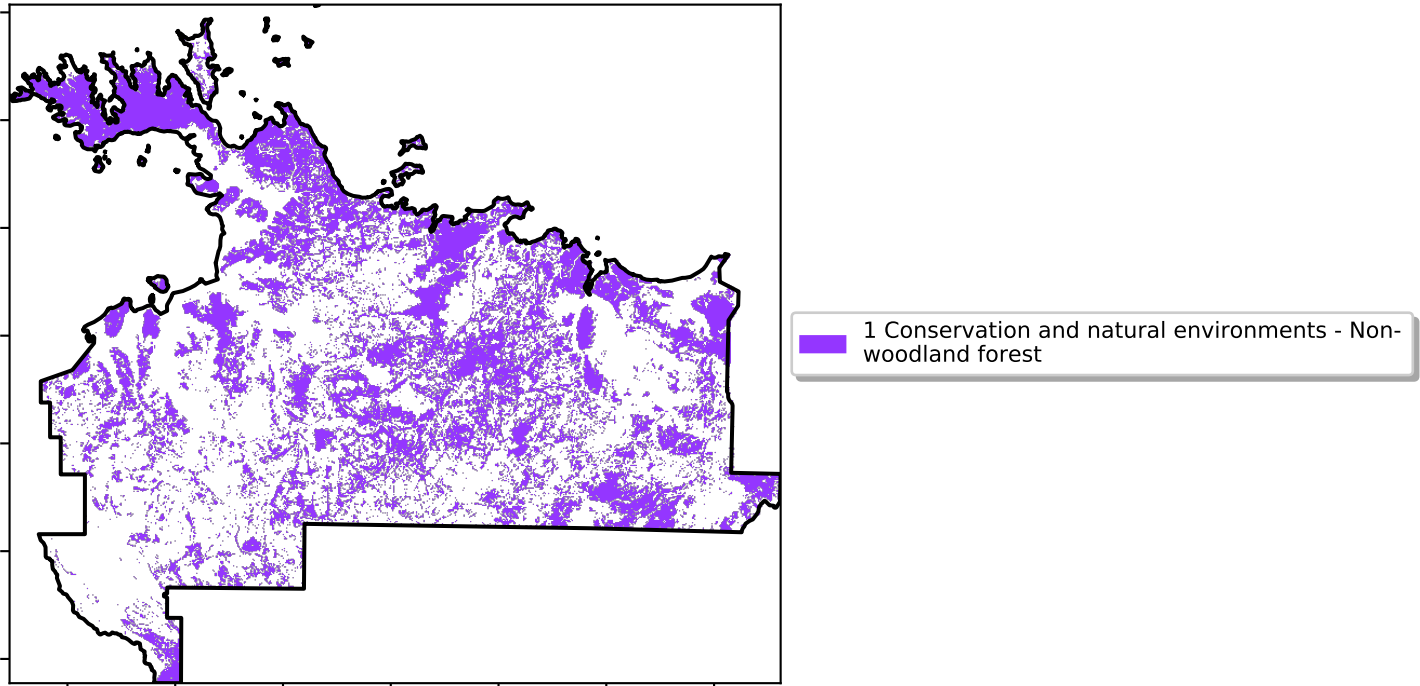 1 Conservation and natural environments - Non-
woodland forest